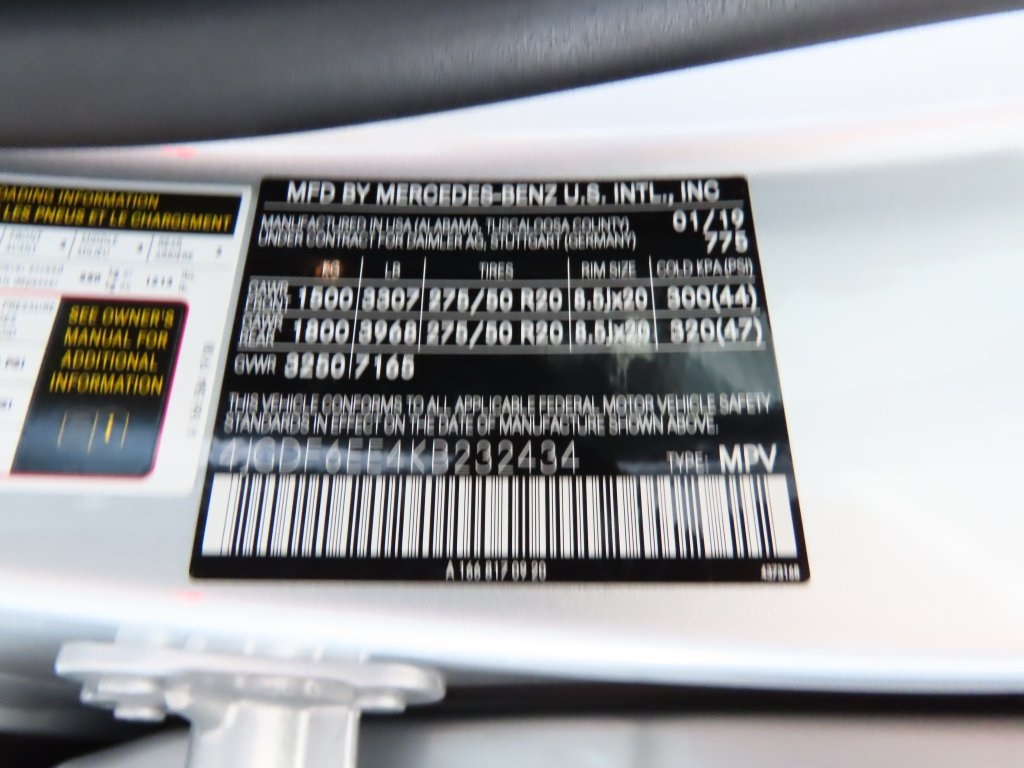 LOADING INFORMATION
LES PNEUS ET LE CHARGEMENT
SEE OWNER'S
MANUAL FOR
ADDITIONAL
INFORMATION
MFD BY MERCEDES-BENZ U.S. INTL., INC
MANUFACTURED IN USA (ALABAMA, TUSCALOOSA COUNTY), 01/19
UNDER CONTRACT FOR DAIMLER AG, STUTTGART (GERMANY) 775
KG LB TIRES RIM SIZE COLD KPA (PSI)
GAWR FRONT 1500 3307 275/50 R20 8.5Jx20 300(44)
GAWR REAR 1800 3968 275/50 R20 8.5Jx20 320(47)
GVWR 3250 7165
THIS VEHICLE CONFORMS TO ALL APPLICABLE FEDERAL MOTOR VEHICLE SAFETY
STANDARDS IN EFFECT ON THE DATE OF MANUFACTURE SHOWN ABOVE:
4JGDF6EE4KB232434 TYPE: MPV
A 166 817 09 20